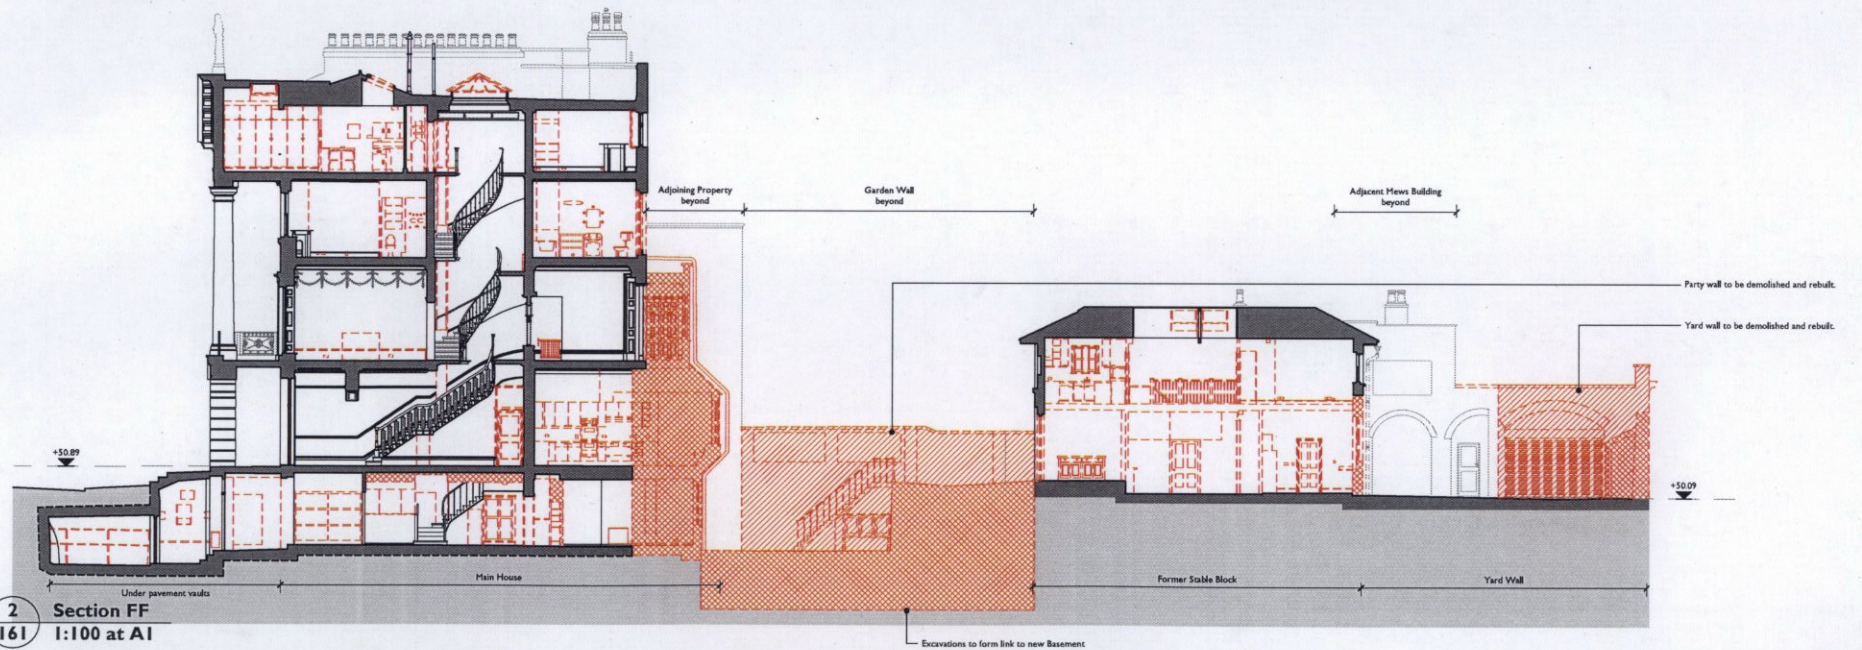 Adjoining Property
beyond
Garden Wall
beyond
Adjacent Mews Building
beyond
Party wall to be demolished and rebuilt.
Yard wall to be demolished and rebuilt.
+50.89
+50.09
Under pavement vaults
Main House
Former Stable Block
Yard Wall
2
161
Section FF
1:100 at A1
Excavations to form link to new Basement